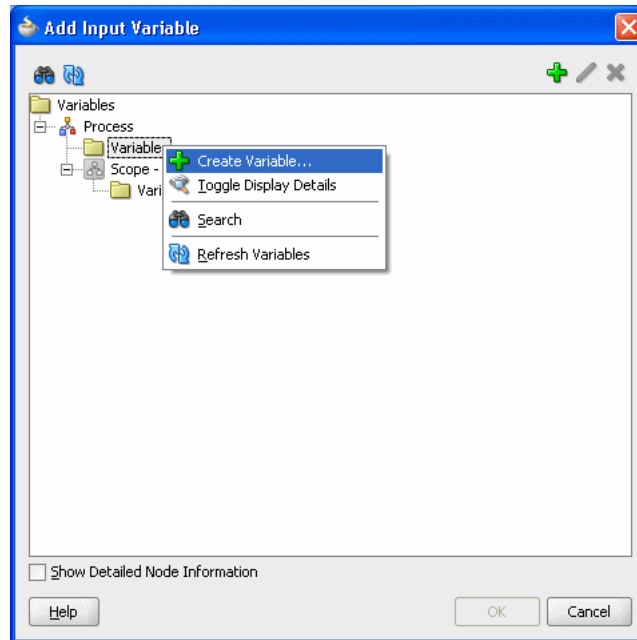 Add Input Variable
Variables
Process
Variable
Create Variable...
Scope -
Toggle Display Details
Vari
Search
Refresh Variables
Show Detailed Node Information
Help
OK
Cancel